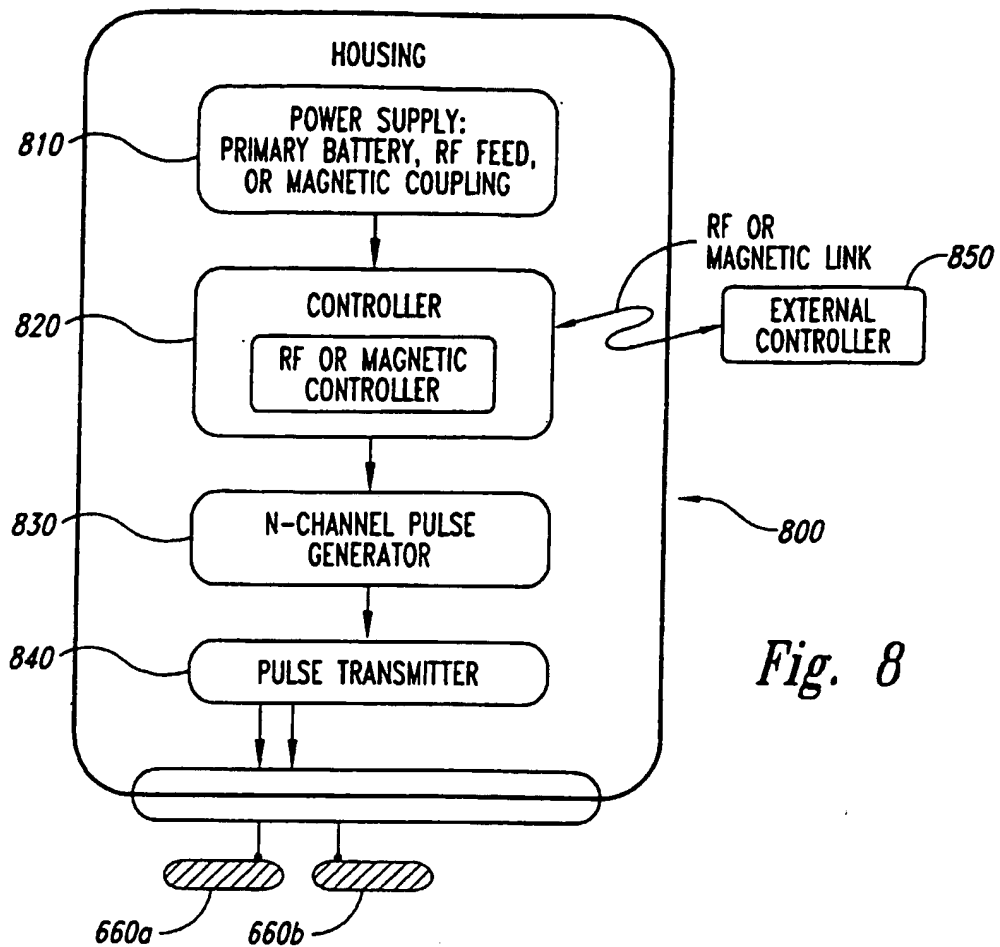 HOUSING
810
POWER SUPPLY:
PRIMARY BATTERY, RF FEED,
OR MAGNETIC COUPLING
RF OR
MAGNETIC LINK
850
820
CONTROLLER
RF OR MAGNETIC
CONTROLLER
EXTERNAL
CONTROLLER
830
N-CHANNEL PULSE
GENERATOR
800
840
PULSE TRANSMITTER
Fig. 8
660a
660b